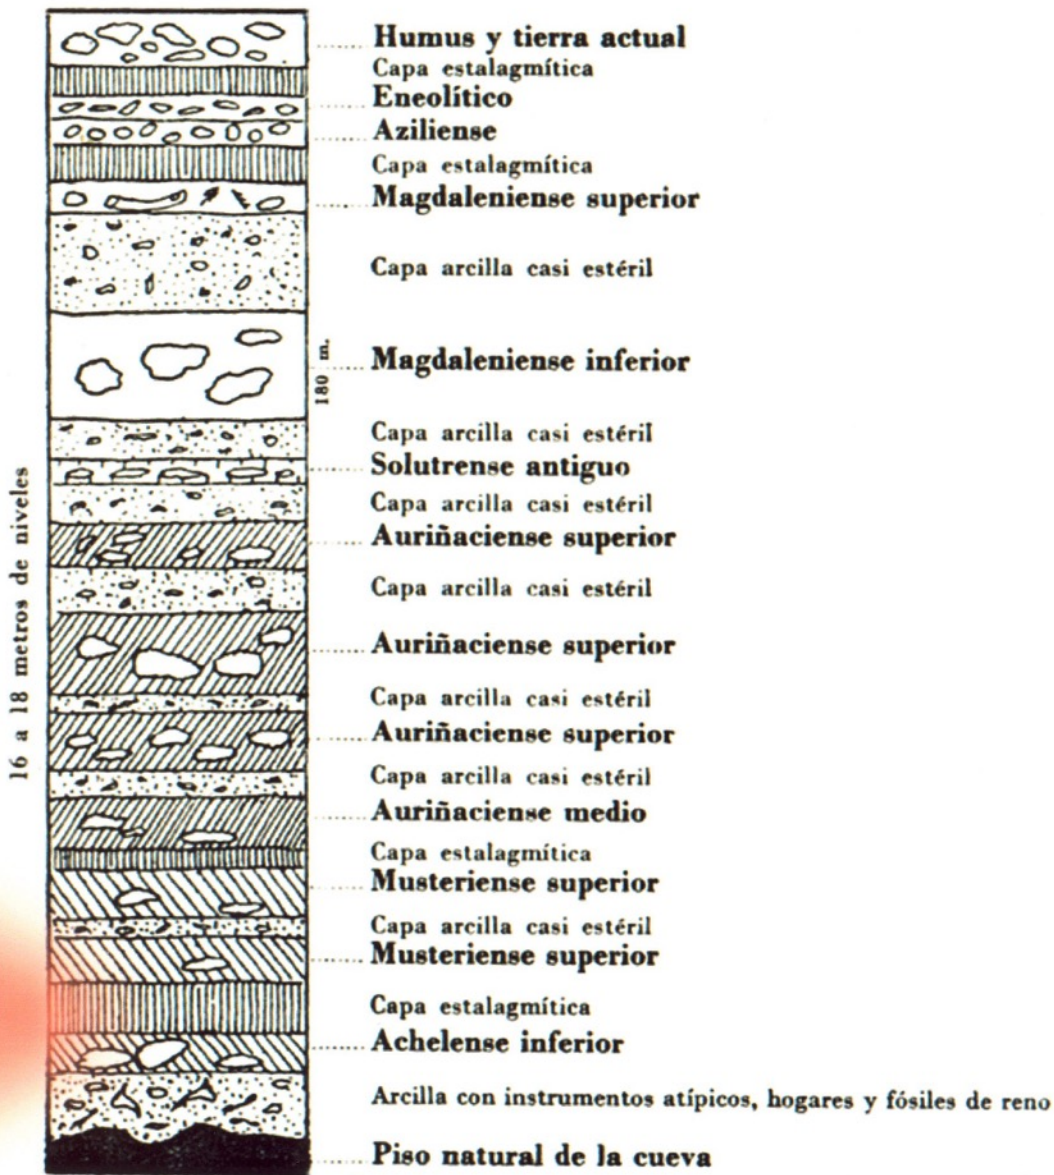 Humus y tierra actual
Capa estalagmítica
Eneolítico
Aziliense
Capa estalagmítica
Magdaleniense superior
Capa arcilla casi estéril
Magdaleniense inferior
180 m.
Capa arcilla casi estéril
Solutrense antiguo
Capa arcilla casi estéril
Auriñaciense superior
Capa arcilla casi estéril
Auriñaciense superior
Capa arcilla casi estéril
Auriñaciense superior
Capa arcilla casi estéril
Auriñaciense medio
Capa estalagmítica
Musteriense superior
Capa arcilla casi estéril
Musteriense superior
Capa estalagmítica
Achelense inferior
Arcilla con instrumentos atípicos, hogares y fósiles de reno
Piso natural de la cueva
16 a 18 metros de niveles